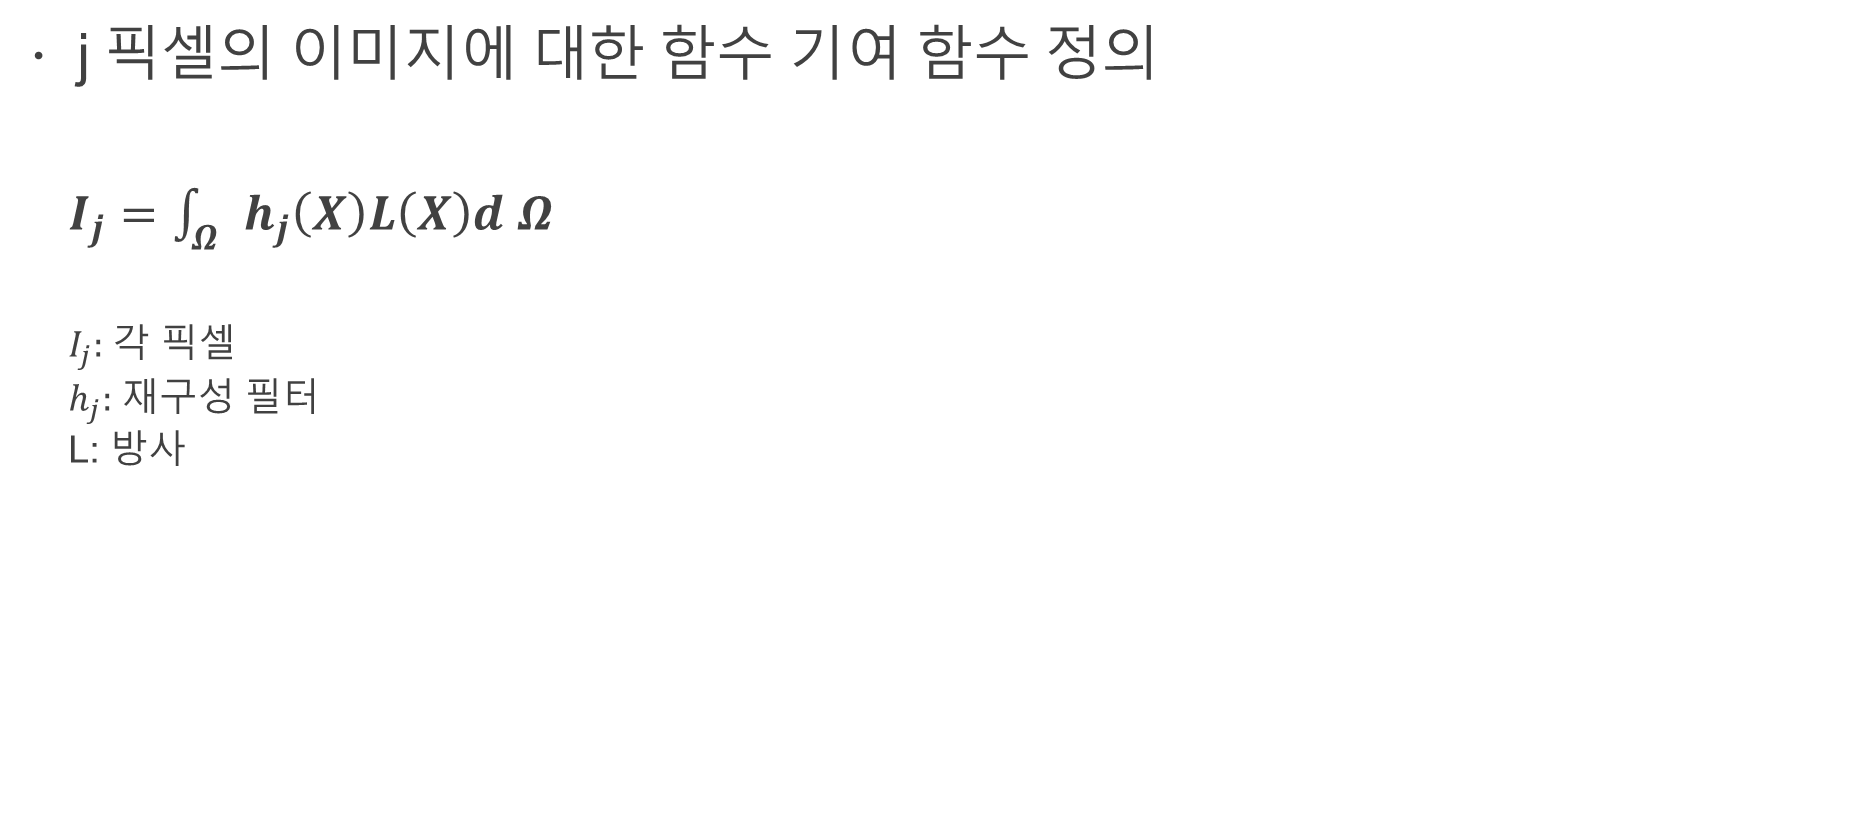 · j 픽셀의 이미지에 대한 함수 기여 함수 정의
I_j = ∫_Ω h_j(X)L(X)d Ω
I_j: 각 픽셀
h_j: 재구성 필터
L: 방사